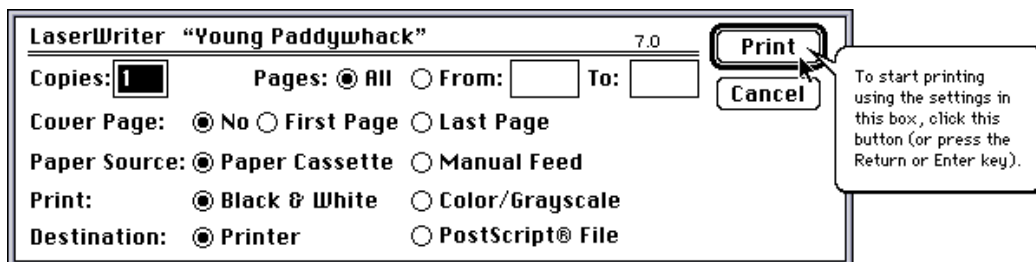 LaserWriter “Young Paddywhack” 7.0
Print
Copies: 1 Pages: All From: To:
Cancel
Cover Page: No First Page Last Page
Paper Source: Paper Cassette Manual Feed
Print: Black & White Color/Grayscale
Destination: Printer PostScript® File
To start printing
using the settings in
this box, click this
button (or press the
Return or Enter key).